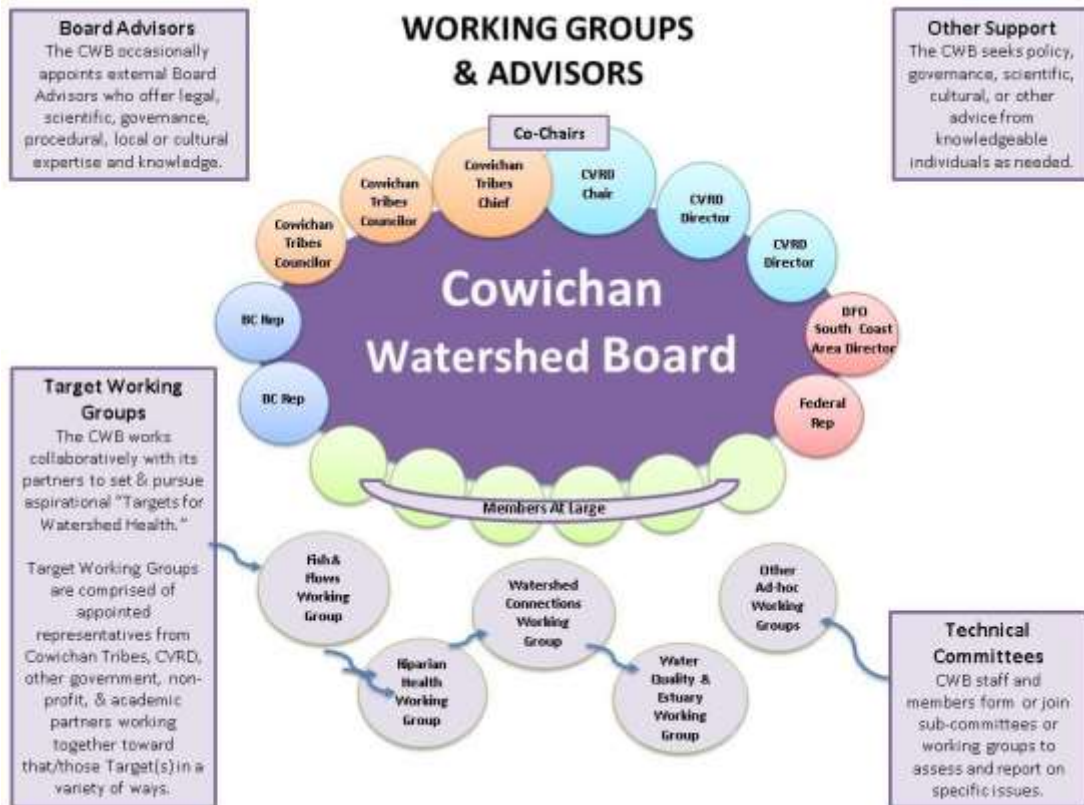 WORKING GROUPS
& ADVISORS
Board Advisors
The CWB occasionally
appoints external Board
Advisors who offer legal,
scientific, governance,
procedural, local or cultural
expertise and knowledge.
Other Support
The CWB seeks policy,
governance, scientific,
cultural, or other
advice from
knowledgeable
individuals as needed.
Co-Chairs
Cowichan
Tribes
Chief
CVRD
Chair
Cowichan
Tribes
Councilor
CVRD
Director
Cowichan
Tribes
Councilor
CVRD
Director
BC Rep
DFO
South Coast
Area Director
BC Rep
Federal
Rep
Cowichan
Watershed Board
Members At Large
Target Working
Groups
The CWB works
collaboratively with its
partners to set & pursue
aspirational "Targets for
Watershed Health."
Target Working Groups
are comprised of
appointed
representatives from
Cowichan Tribes, CVRD,
other government, non-
profit, & academic
partners working
together toward
that/those Target(s) in a
variety of ways.
Fish &
Flows
Working
Group
Riparian
Health
Working
Group
Watershed
Connections
Working
Group
Water
Quality &
Estuary
Working
Group
Other
Ad-hoc
Working
Groups
Technical
Committees
CWB staff and
members form or join
sub-committees or
working groups to
assess and report on
specific issues.